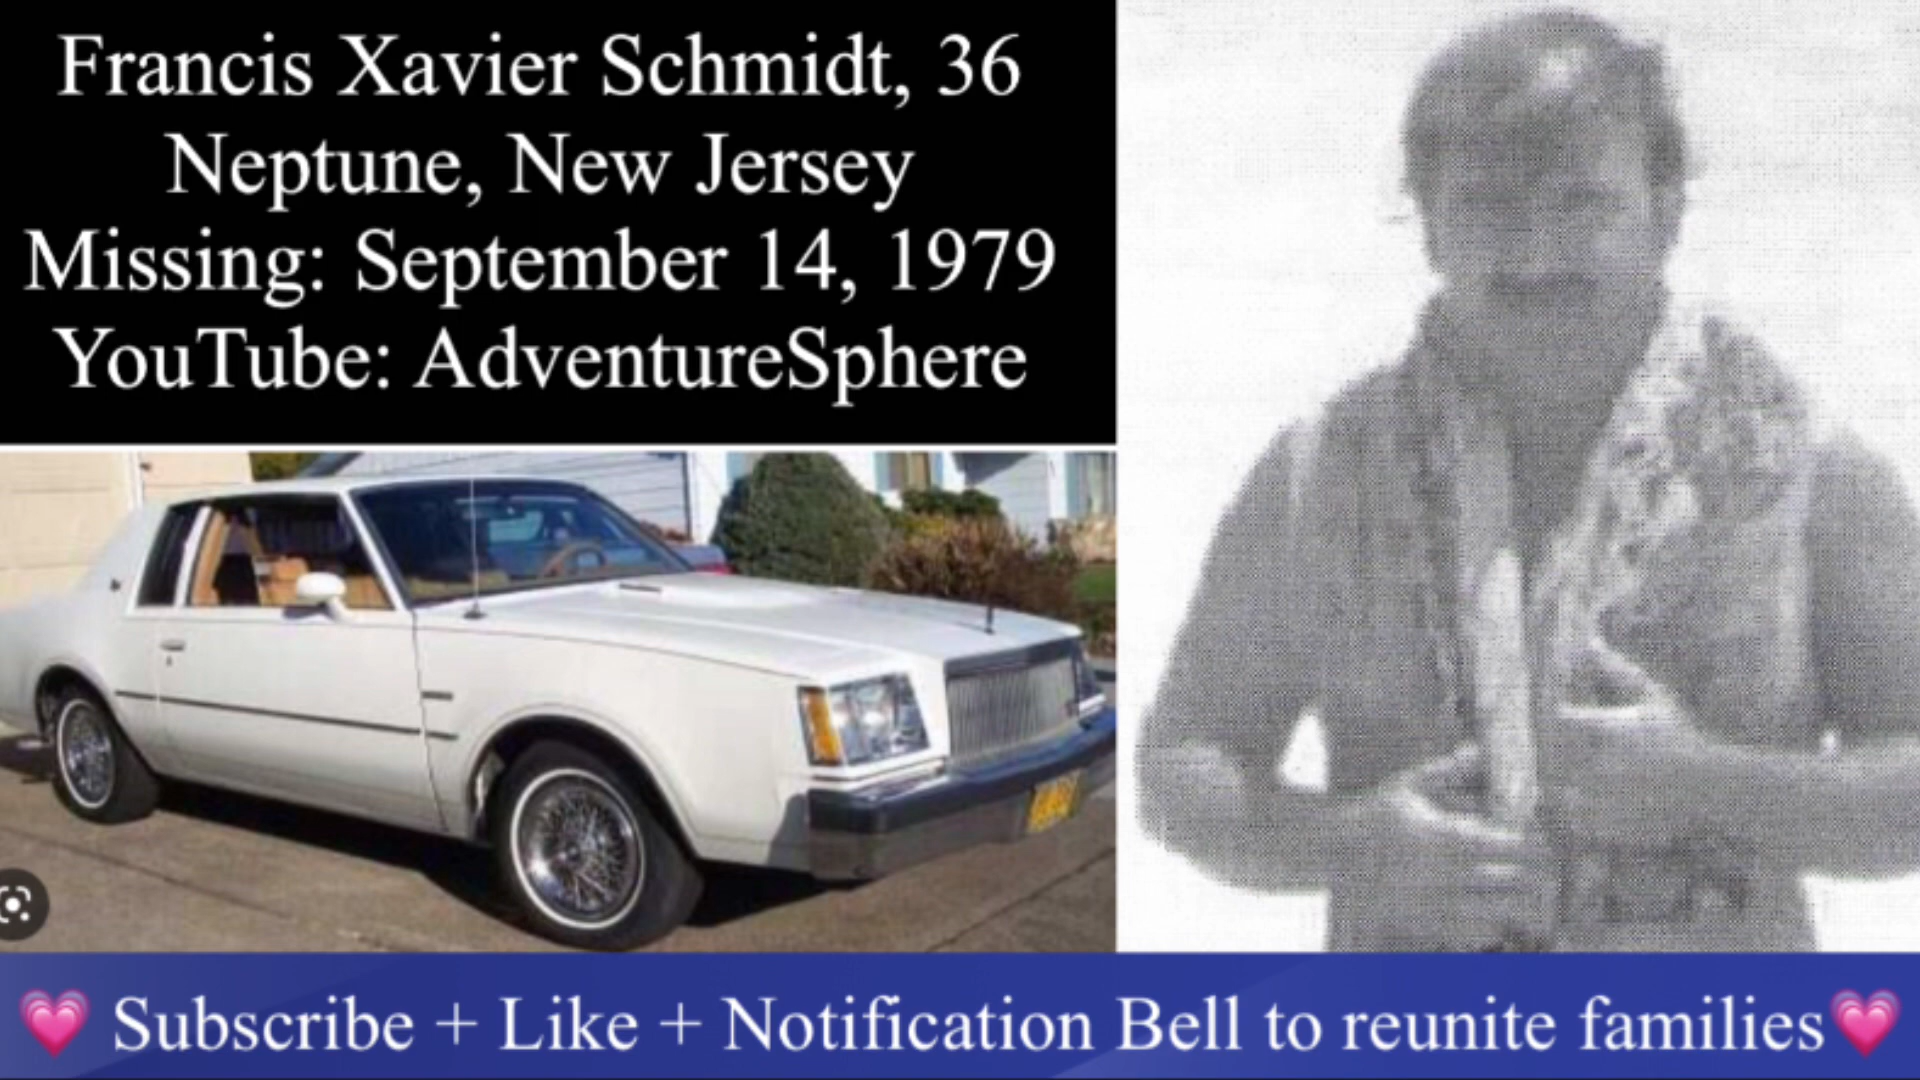 Francis Xavier Schmidt, 36
Neptune, New Jersey
Missing: September 14, 1979
YouTube: AdventureSphere
💗 Subscribe + Like + Notification Bell to reunite families💗